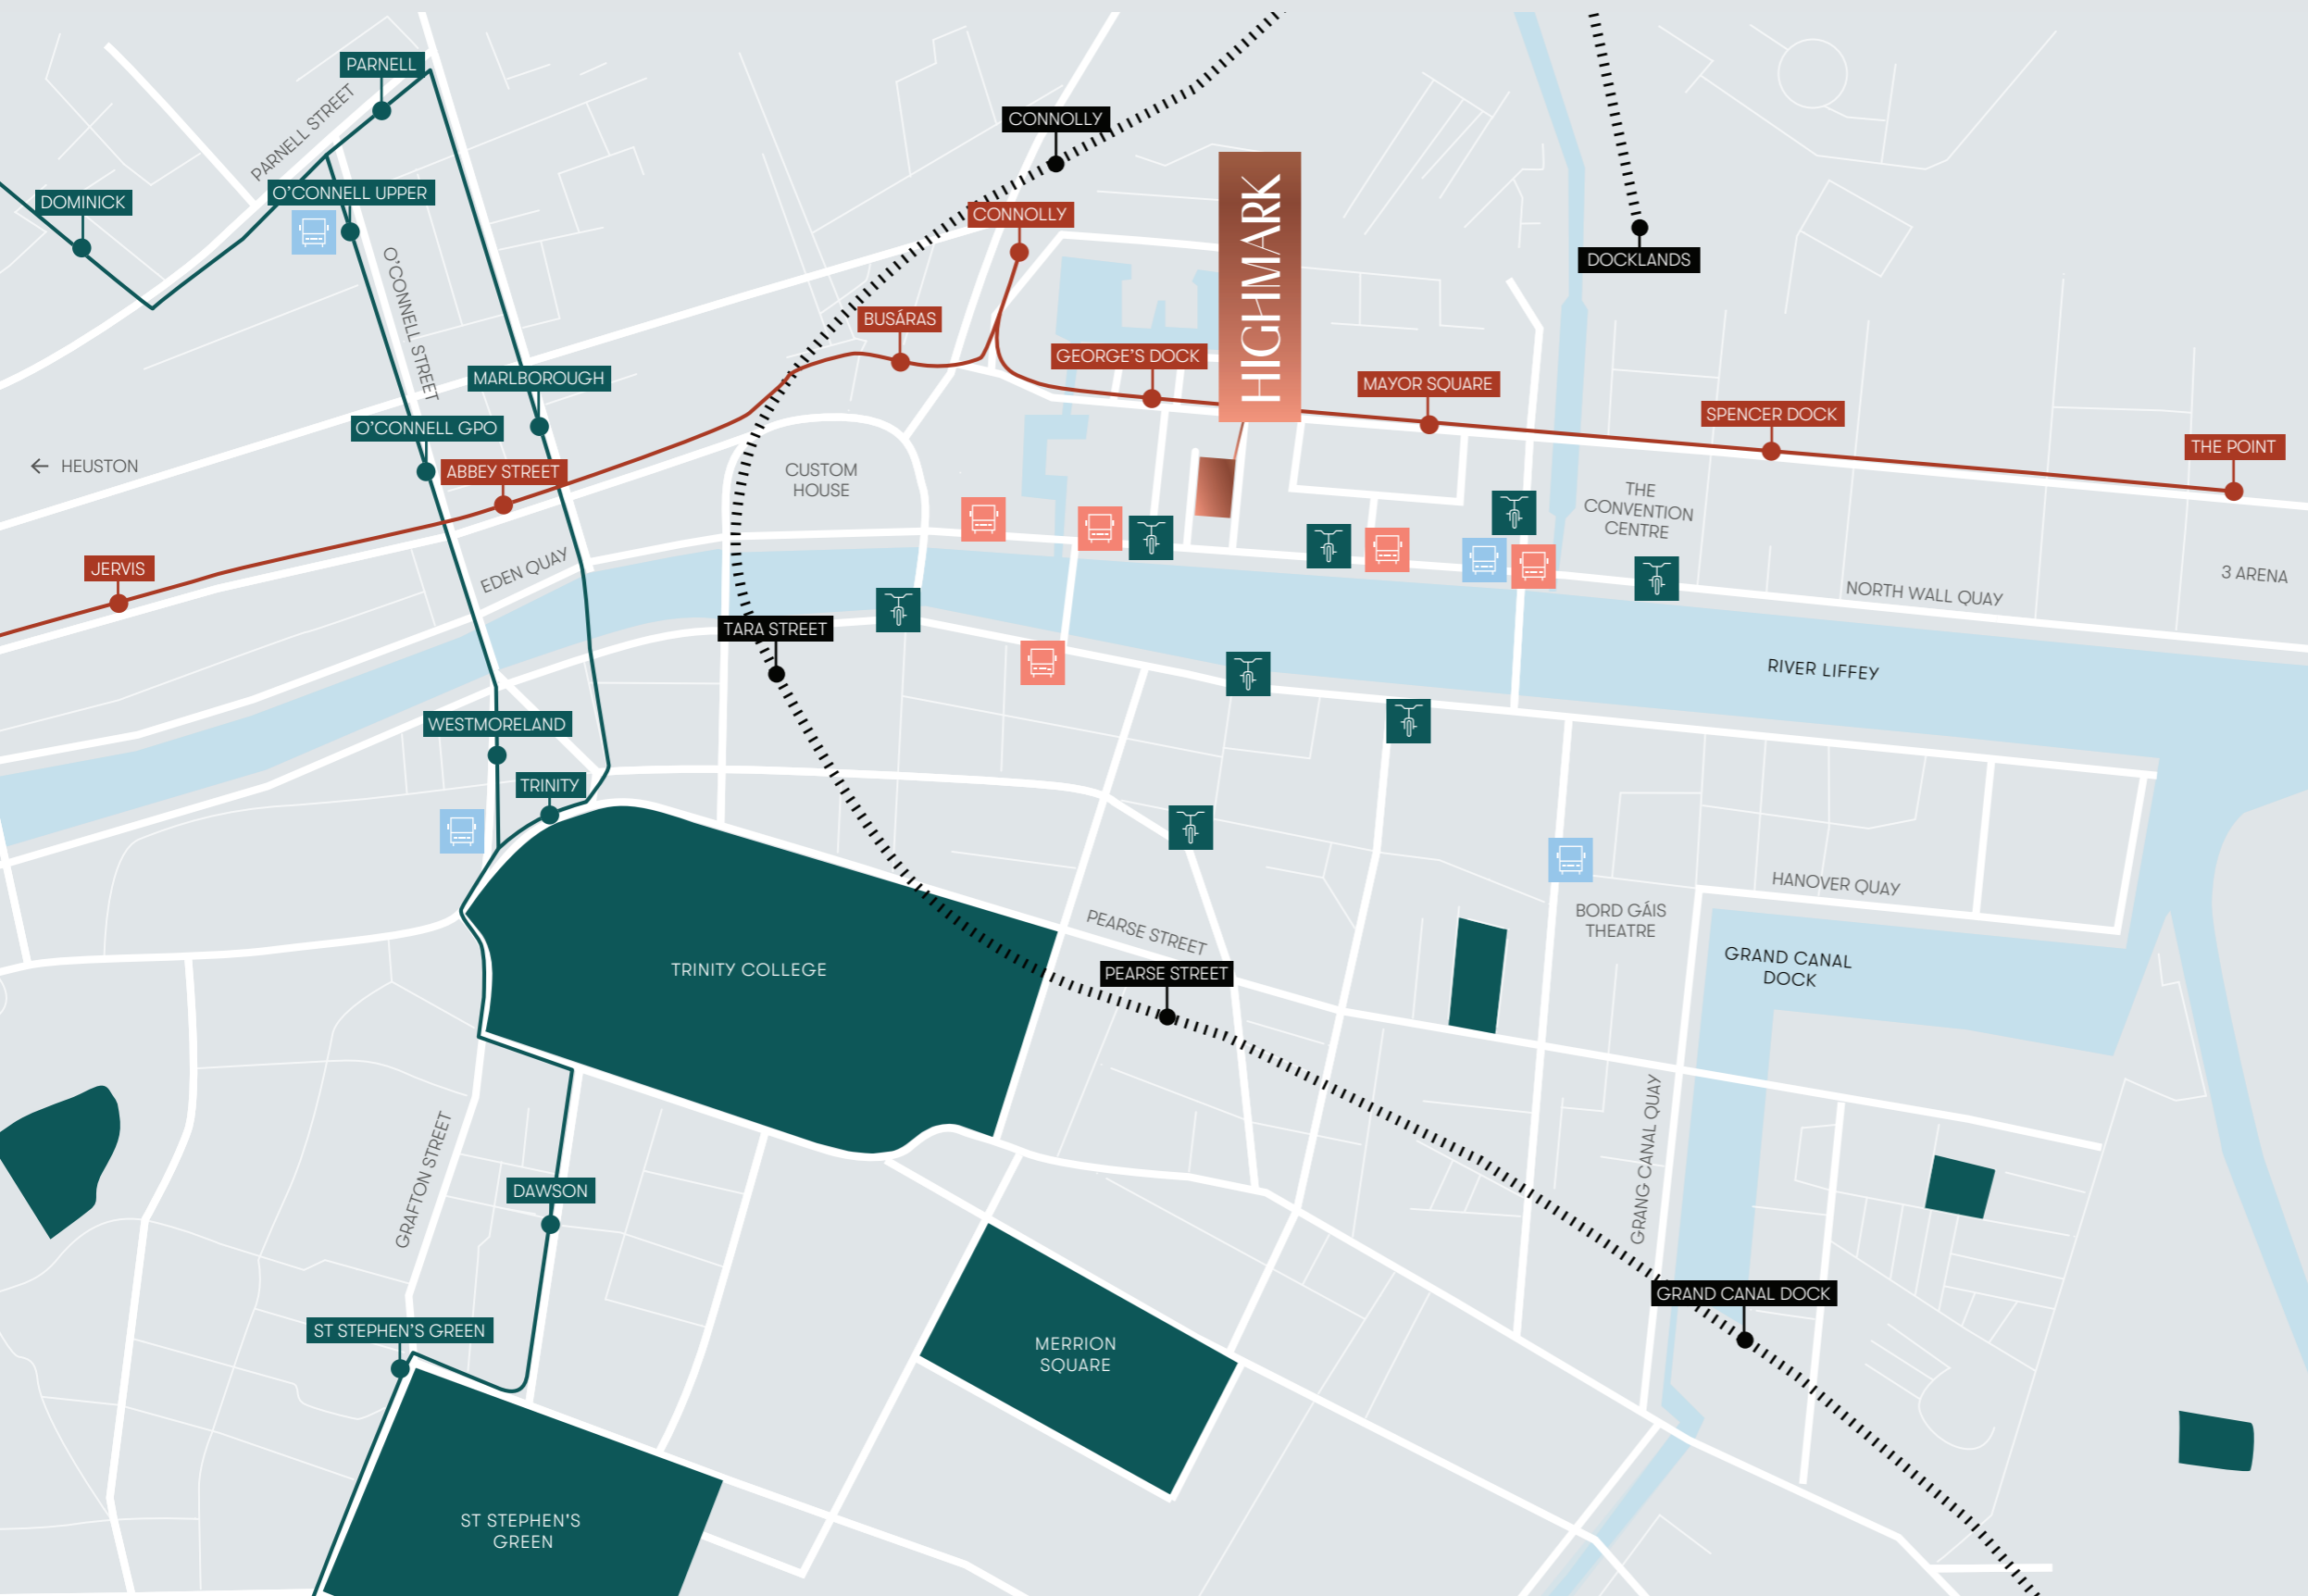 PARNELL
PARNELL STREET
CONNOLLY
DOMINICK
O'CONNELL UPPER
CONNOLLY
HIGHMARK
DOCKLANDS
O'CONNELL STREET
BUSÁRAS
GEORGE'S DOCK
MARLBOROUGH
MAYOR SQUARE
SPENCER DOCK
O'CONNELL GPO
THE POINT
← HEUSTON
ABBEY STREET
CUSTOM
HOUSE
THE
CONVENTION
CENTRE
JERVIS
EDEN QUAY
3 ARENA
NORTH WALL QUAY
TARA STREET
RIVER LIFFEY
WESTMORELAND
TRINITY
HANOVER QUAY
BORD GÁIS
THEATRE
PEARSE STREET
GRAND CANAL
DOCK
TRINITY COLLEGE
PEARSE STREET
GRANG CANAL QUAY
GRAFTON STREET
DAWSON
GRAND CANAL DOCK
ST STEPHEN'S GREEN
MERRION
SQUARE
ST STEPHEN'S
GREEN